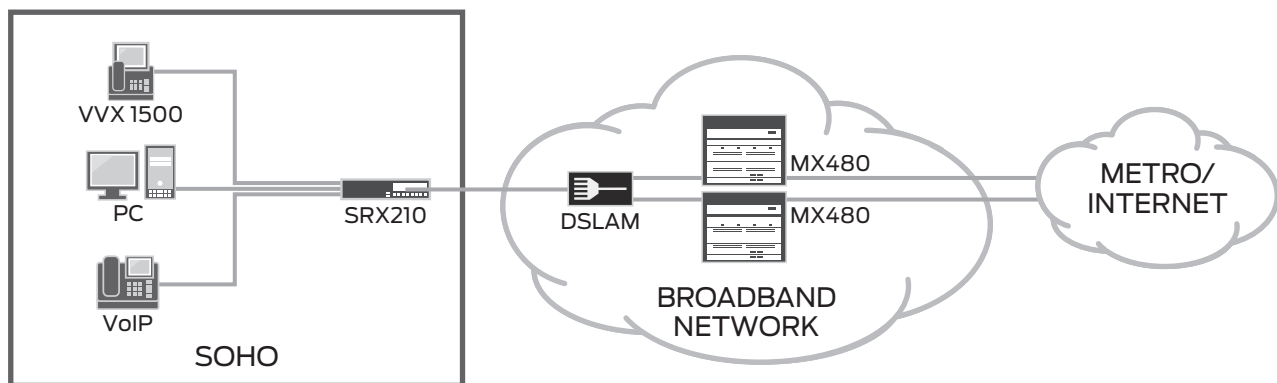 VVX 1500
PC
VoIP
SOHO
SRX210
DSLAM
MX480
MX480
BROADBAND
NETWORK
METRO/
INTERNET